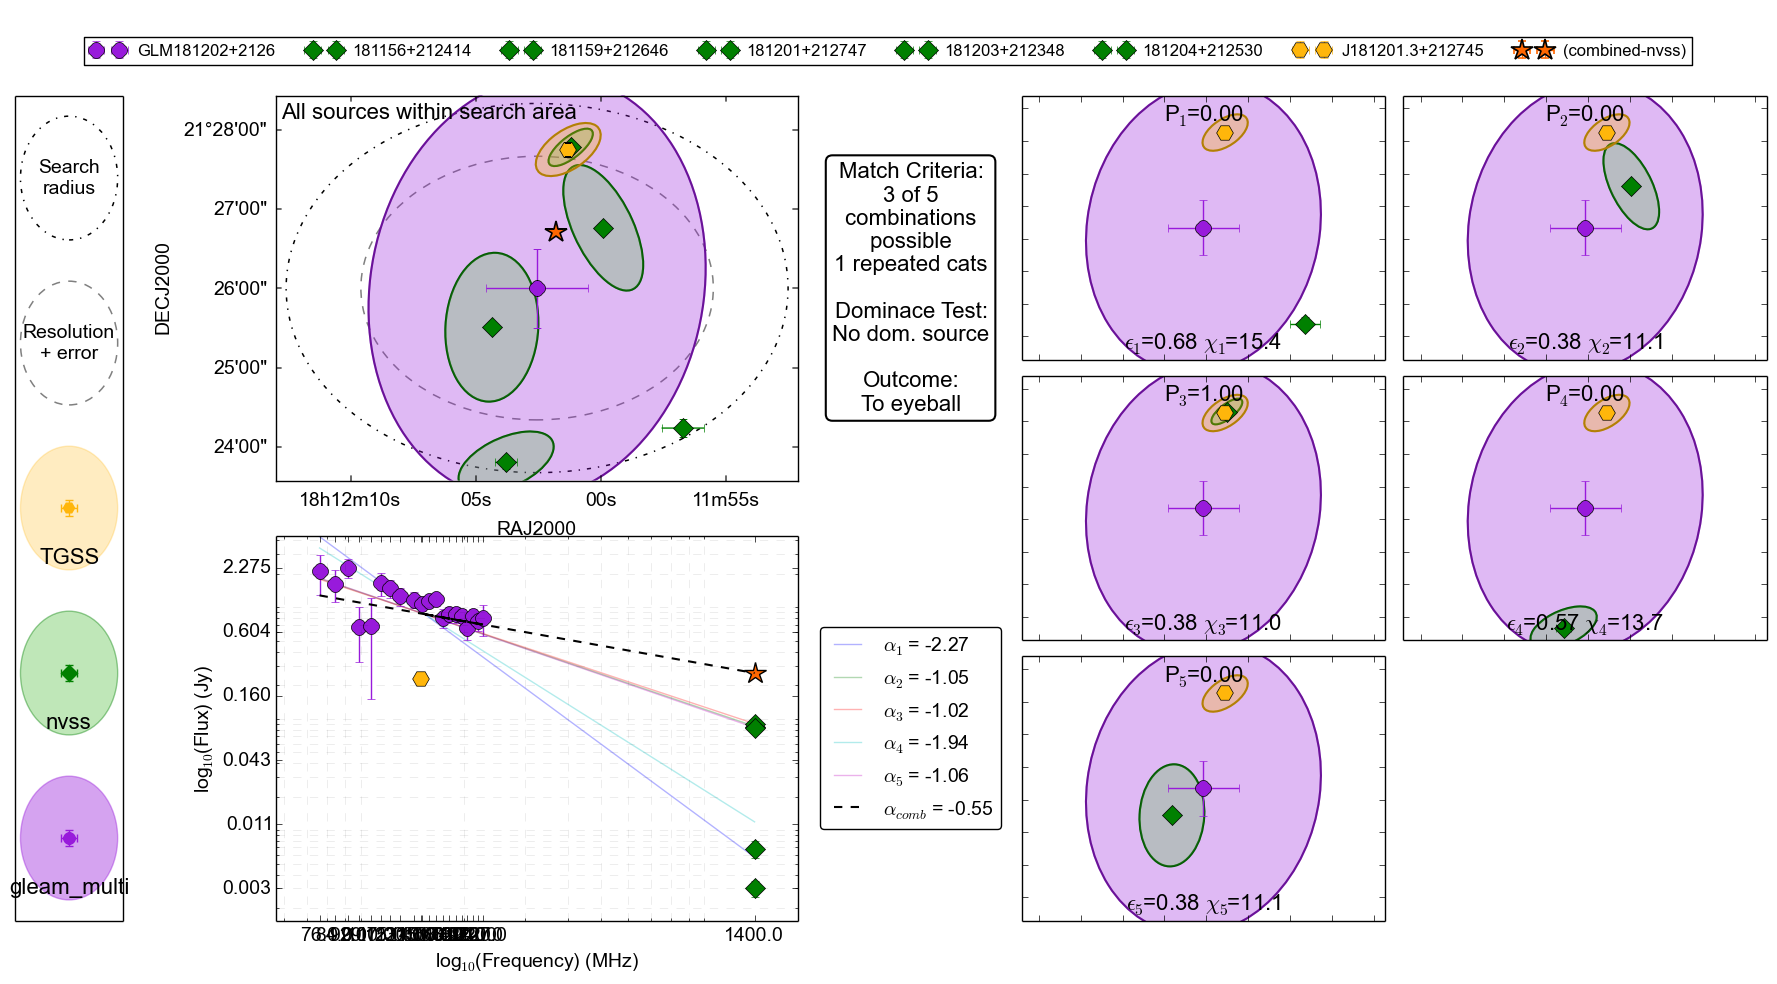 GLM181202+2126 181156+212414 181159+212646 181201+212747 181203+212348 181204+212530 J181201.3+212745 (combined-nvss)
Search
radius
Resolution
+ error
TGSS
nvss
gleam_multi
All sources within search area
DECJ2000
21°28'00"
27'00"
26'00"
25'00"
24'00"
18h12m10s 05s 00s 11m55s
RAJ2000
log10(Flux) (Jy)
2.275
0.604
0.160
0.043
0.011
0.003
1400.0
log10(Frequency) (MHz)
Match Criteria:
3 of 5
combinations
possible
1 repeated cats
Dominace Test:
No dom. source
Outcome:
To eyeball
α1 = -2.27
α2 = -1.05
α3 = -1.02
α4 = -1.94
α5 = -1.06
αcomb = -0.55
P1=0.00
ϵ1=0.68 χ1=15.4
P2=0.00
ϵ2=0.38 χ2=11.1
P3=1.00
ϵ3=0.38 χ3=11.0
P4=0.00
ϵ4=0.57 χ4=13.7
P5=0.00
ϵ5=0.38 χ5=11.1